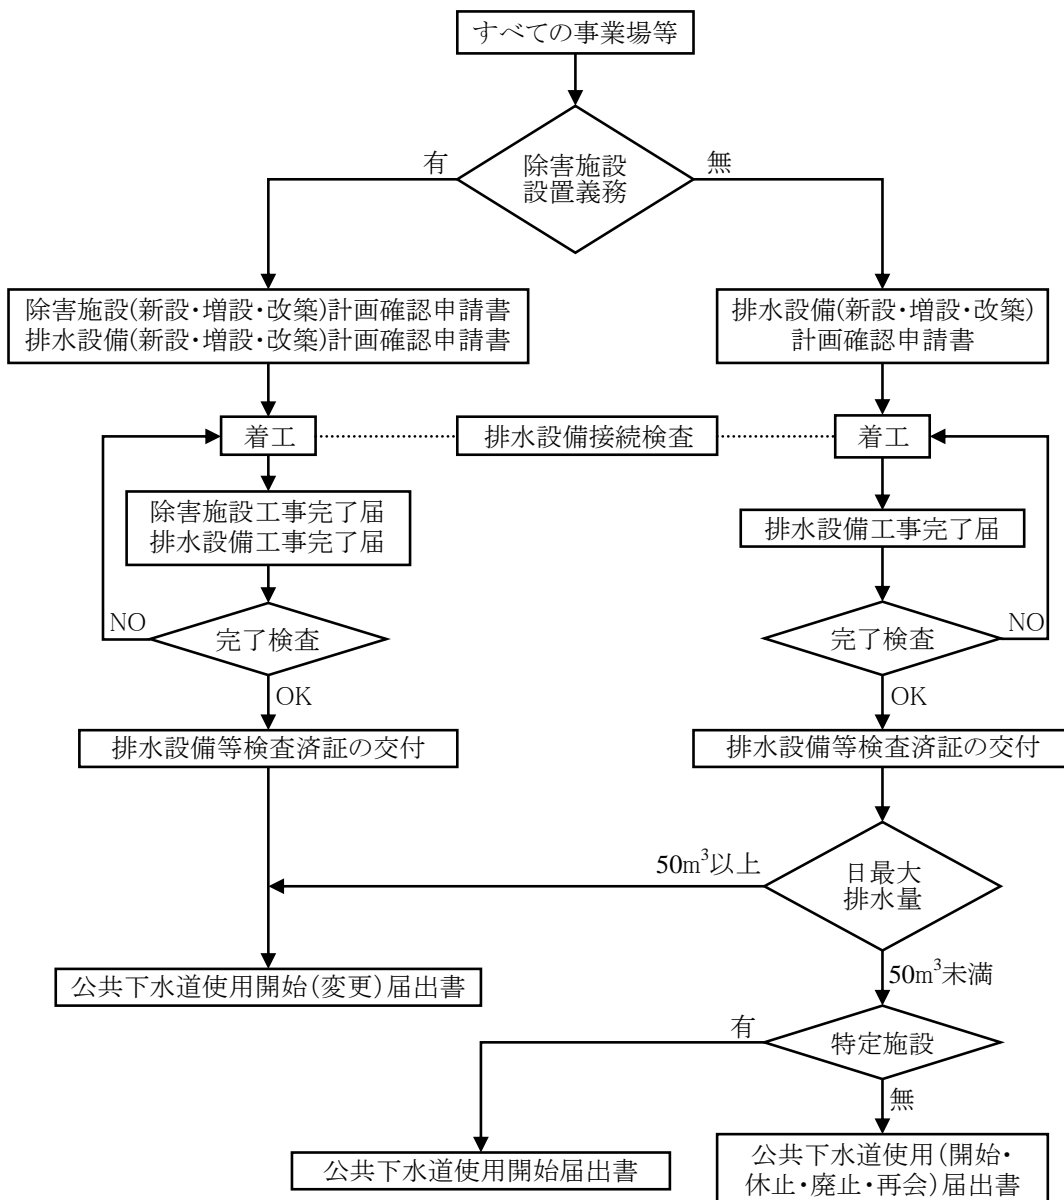 すべての事業場等
除害施設
設置義務
有
無
除害施設(新設・増設・改築)計画確認申請書
排水設備(新設・増設・改築)計画確認申請書
排水設備(新設・増設・改築)
計画確認申請書
着工
排水設備接続検査
着工
除害施設工事完了届
排水設備工事完了届
排水設備工事完了届
NO
完了検査
完了検査
NO
OK
OK
排水設備等検査済証の交付
排水設備等検査済証の交付
50m³以上
日最大
排水量
公共下水道使用開始(変更)届出書
50m³未満
有
特定施設
無
公共下水道使用開始届出書
公共下水道使用(開始・
休止・廃止・再会)届出書